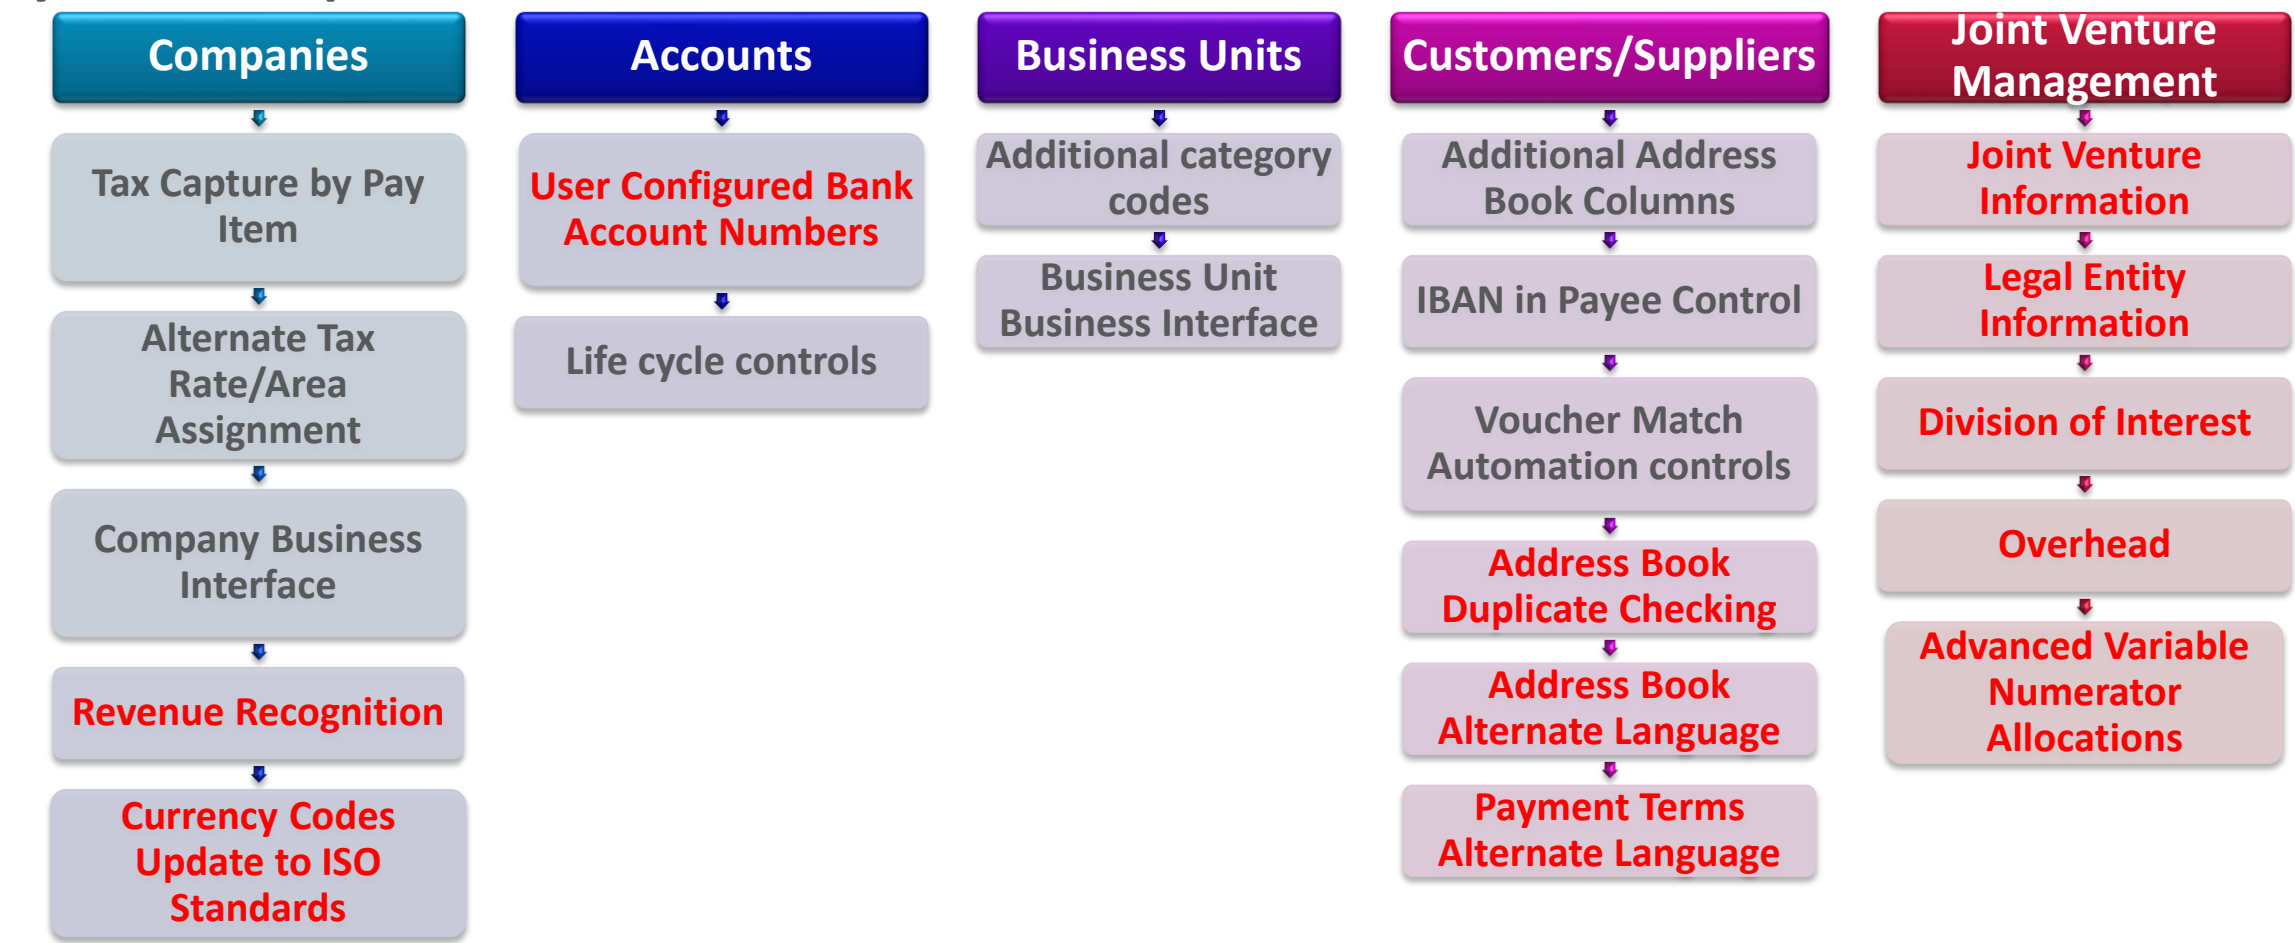 Companies
Tax Capture by Pay
Item
Alternate Tax
Rate/Area
Assignment
Company Business
Interface
Revenue Recognition
Currency Codes
Update to ISO
Standards
Accounts
User Configured Bank
Account Numbers
Life cycle controls
Business Units
Additional category
codes
Business Unit
Business Interface
Customers/Suppliers
Additional Address
Book Columns
IBAN in Payee Control
Voucher Match
Automation controls
Address Book
Duplicate Checking
Address Book
Alternate Language
Payment Terms
Alternate Language
Joint Venture
Management
Joint Venture
Information
Legal Entity
Information
Division of Interest
Overhead
Advanced Variable
Numerator
Allocations